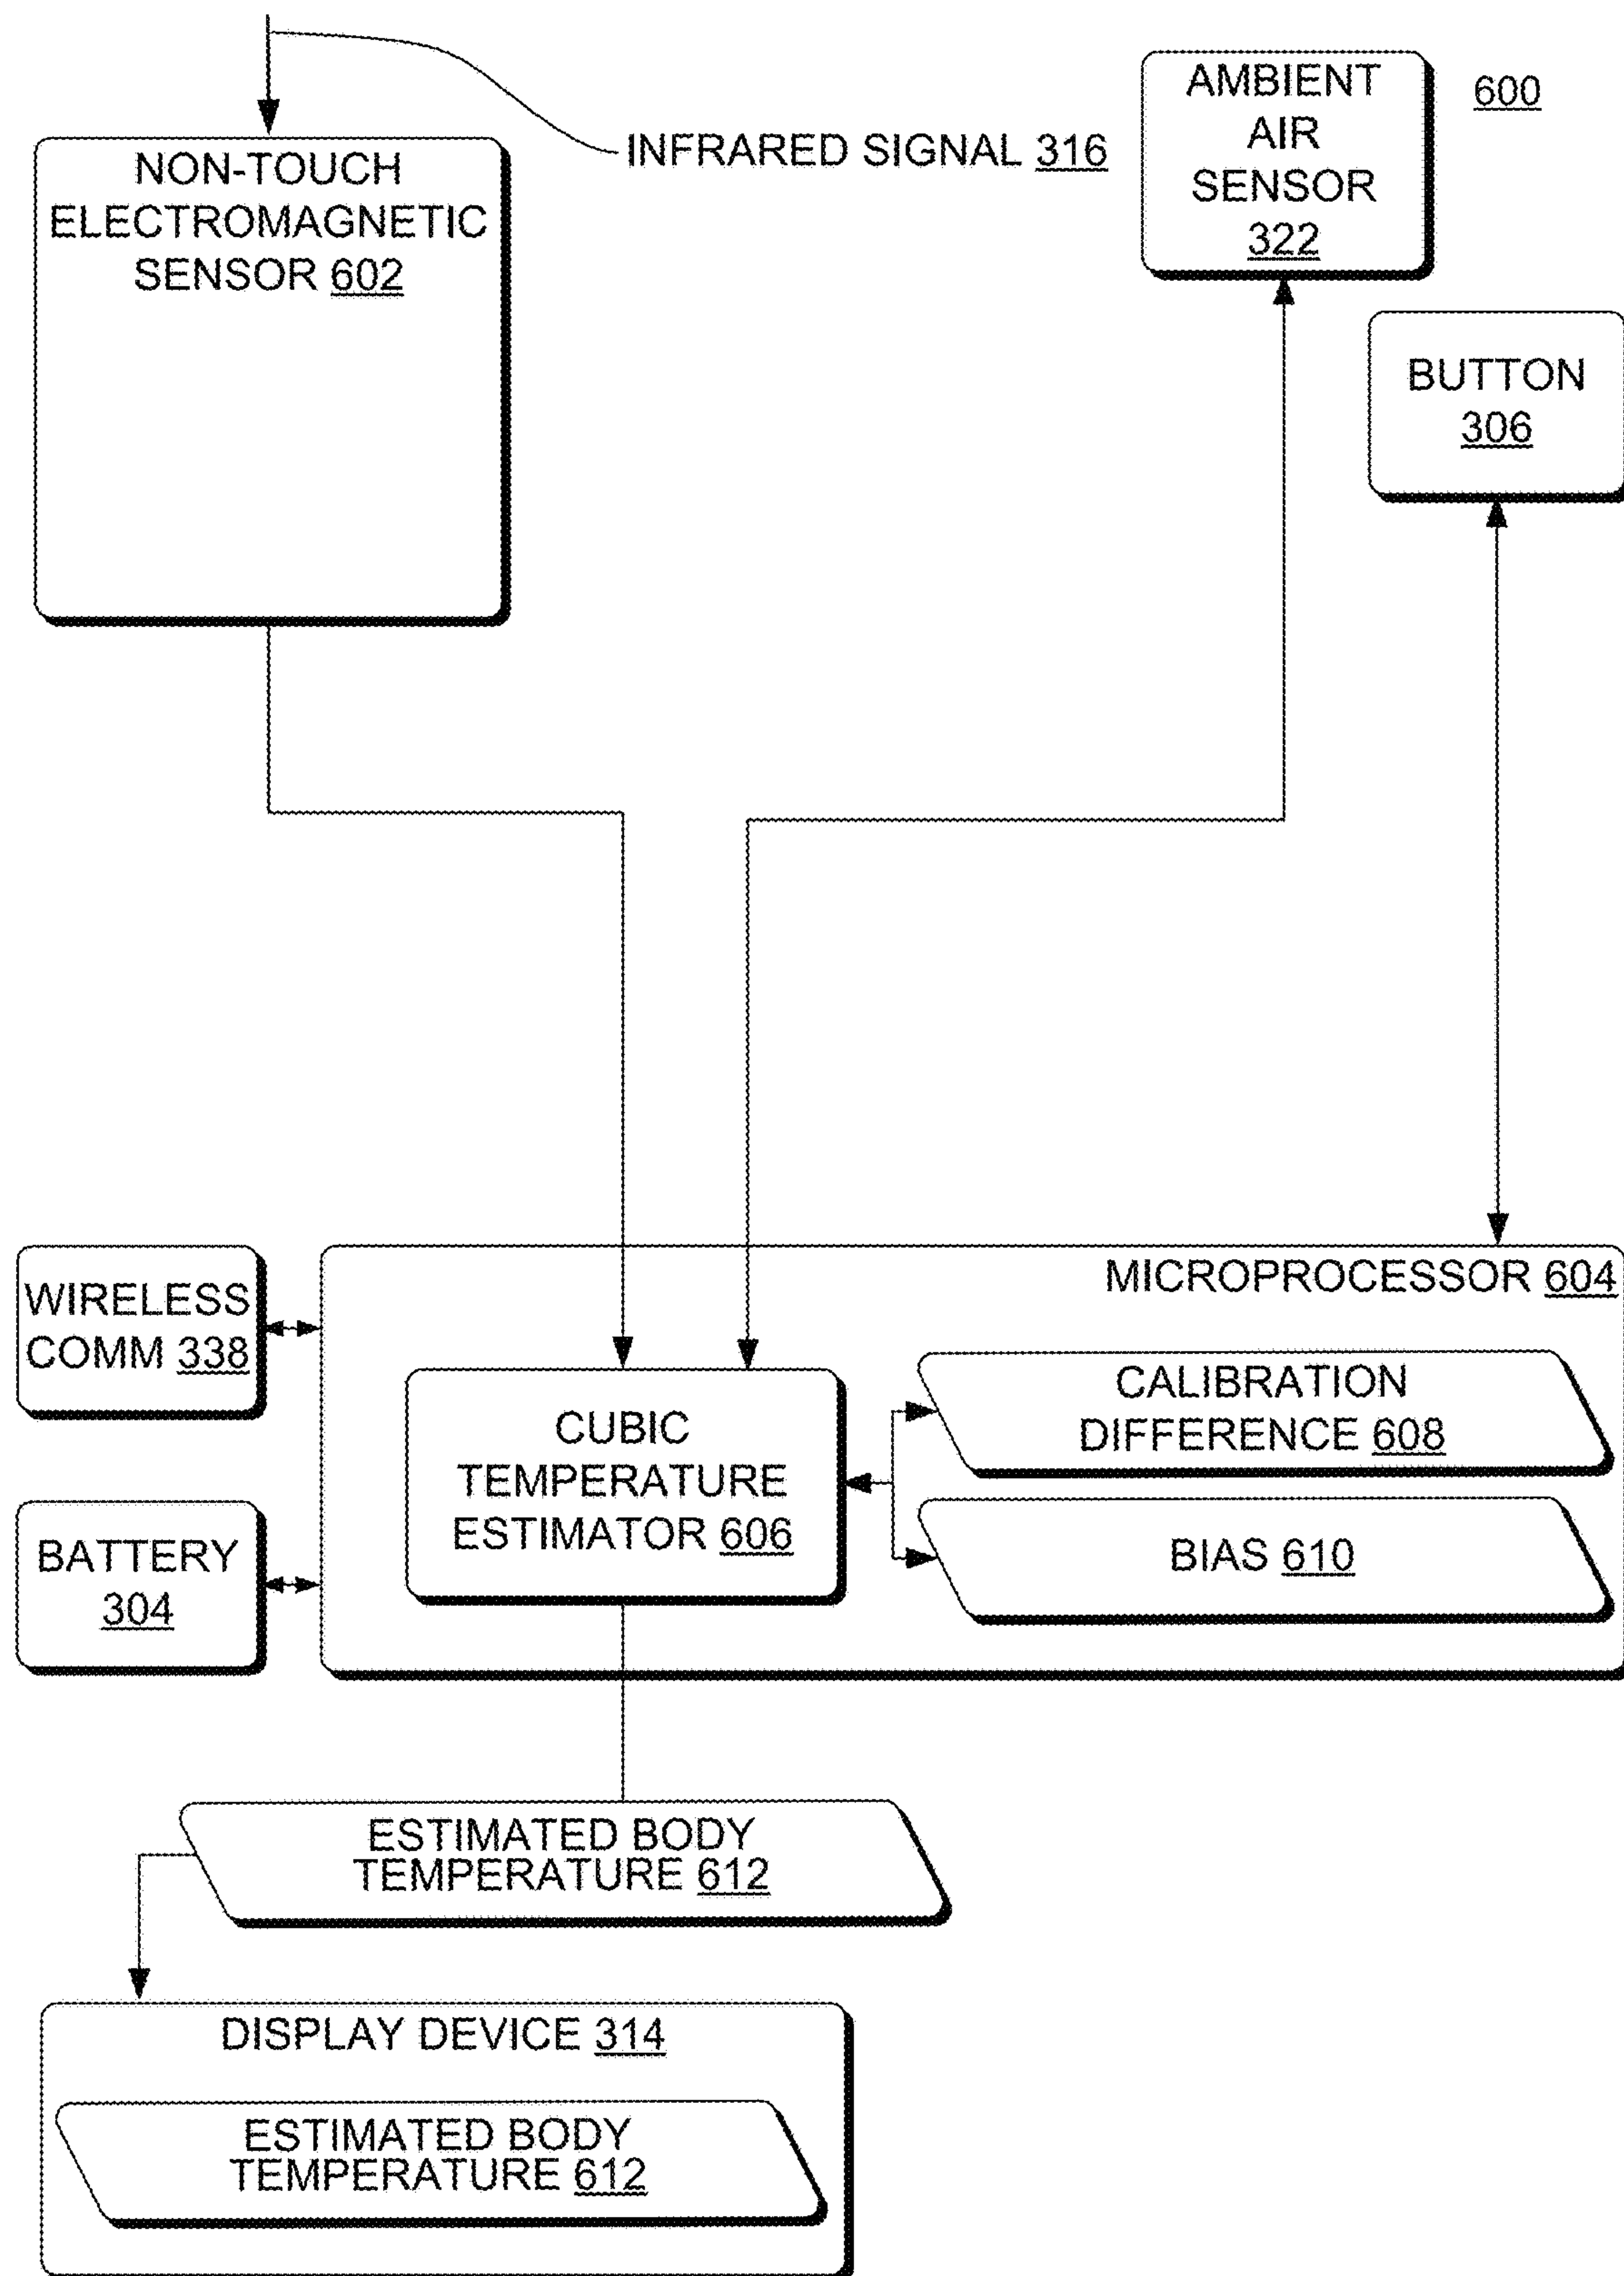 NON-TOUCH
ELECTROMAGNETIC
SENSOR 602
INFRARED SIGNAL 316
AMBIENT
AIR
SENSOR
322
600
BUTTON
306
WIRELESS
COMM 338
BATTERY
304
MICROPROCESSOR 604
CUBIC
TEMPERATURE
ESTIMATOR 606
CALIBRATION
DIFFERENCE 608
BIAS 610
ESTIMATED BODY
TEMPERATURE 612
DISPLAY DEVICE 314
ESTIMATED BODY
TEMPERATURE 612